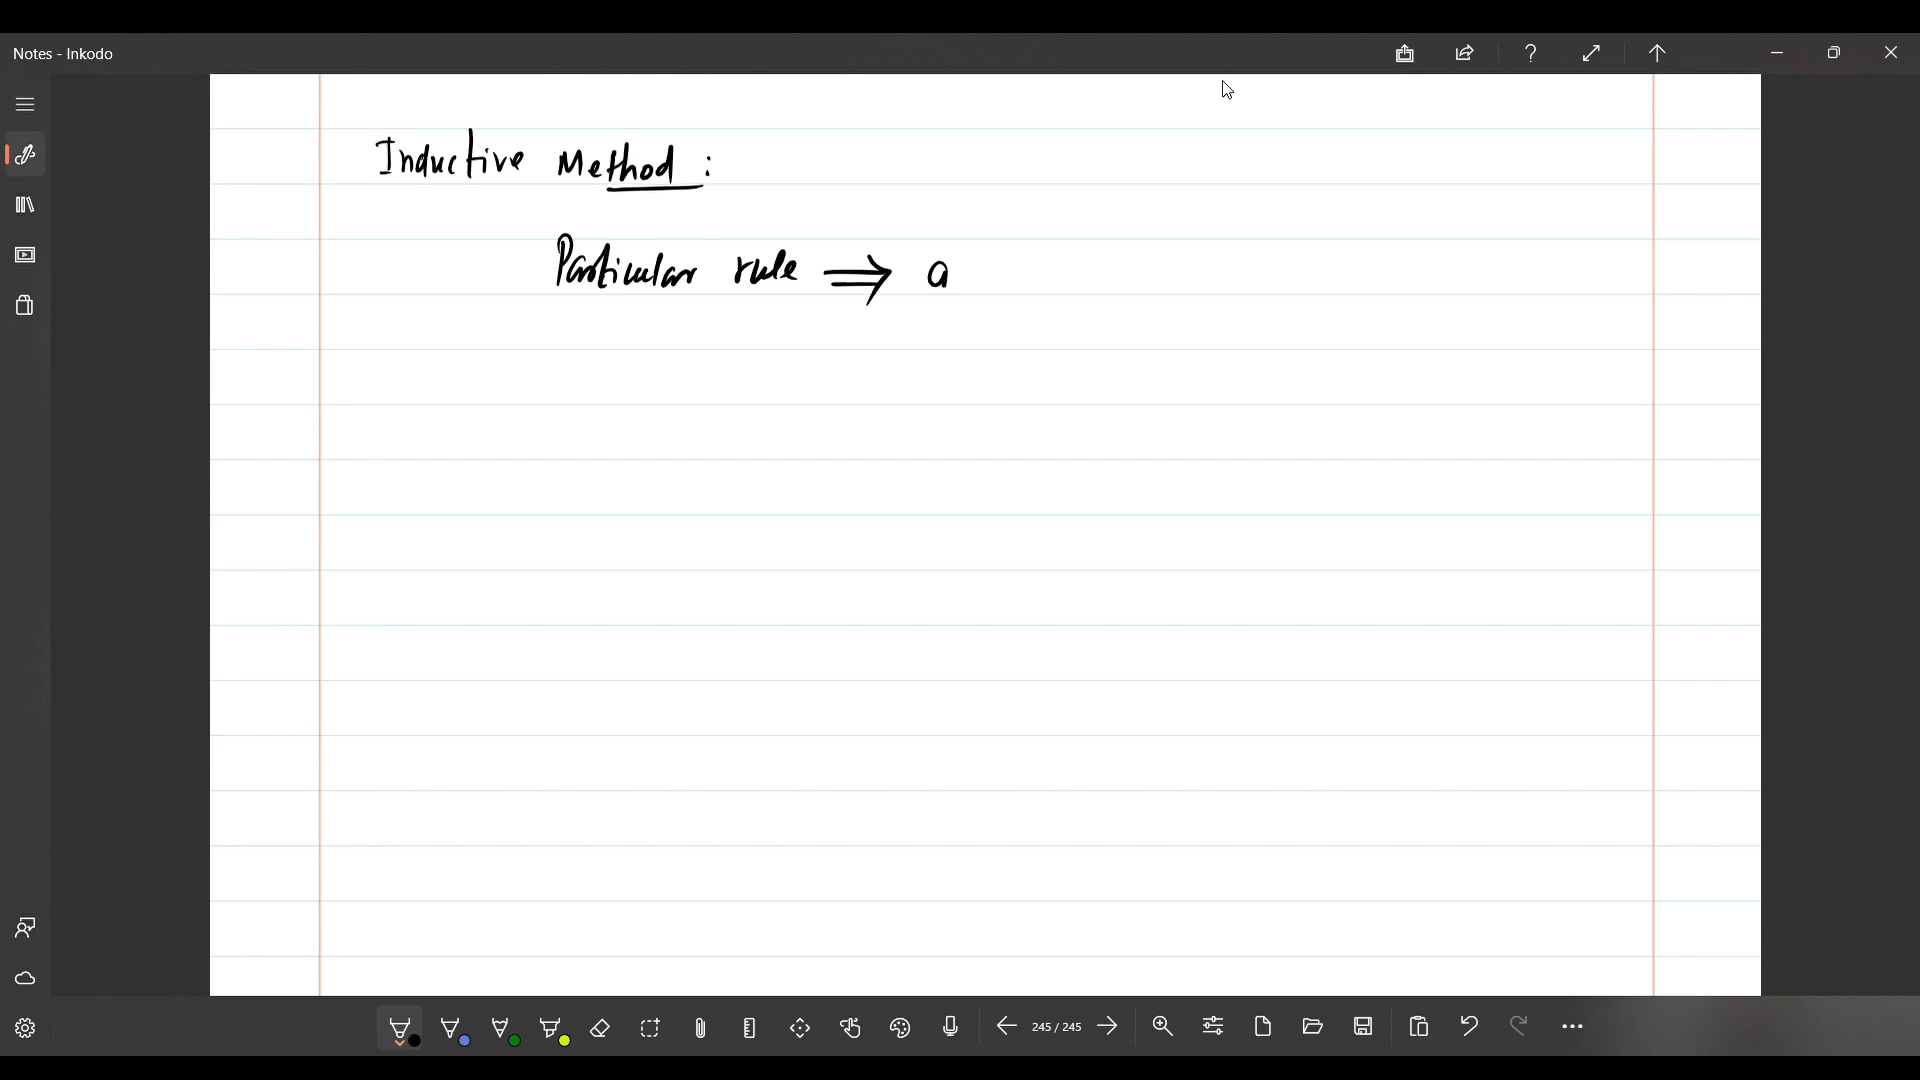 Notes - Inkodo
Inductive Method :
Particular rule ⇒ a
245 / 245